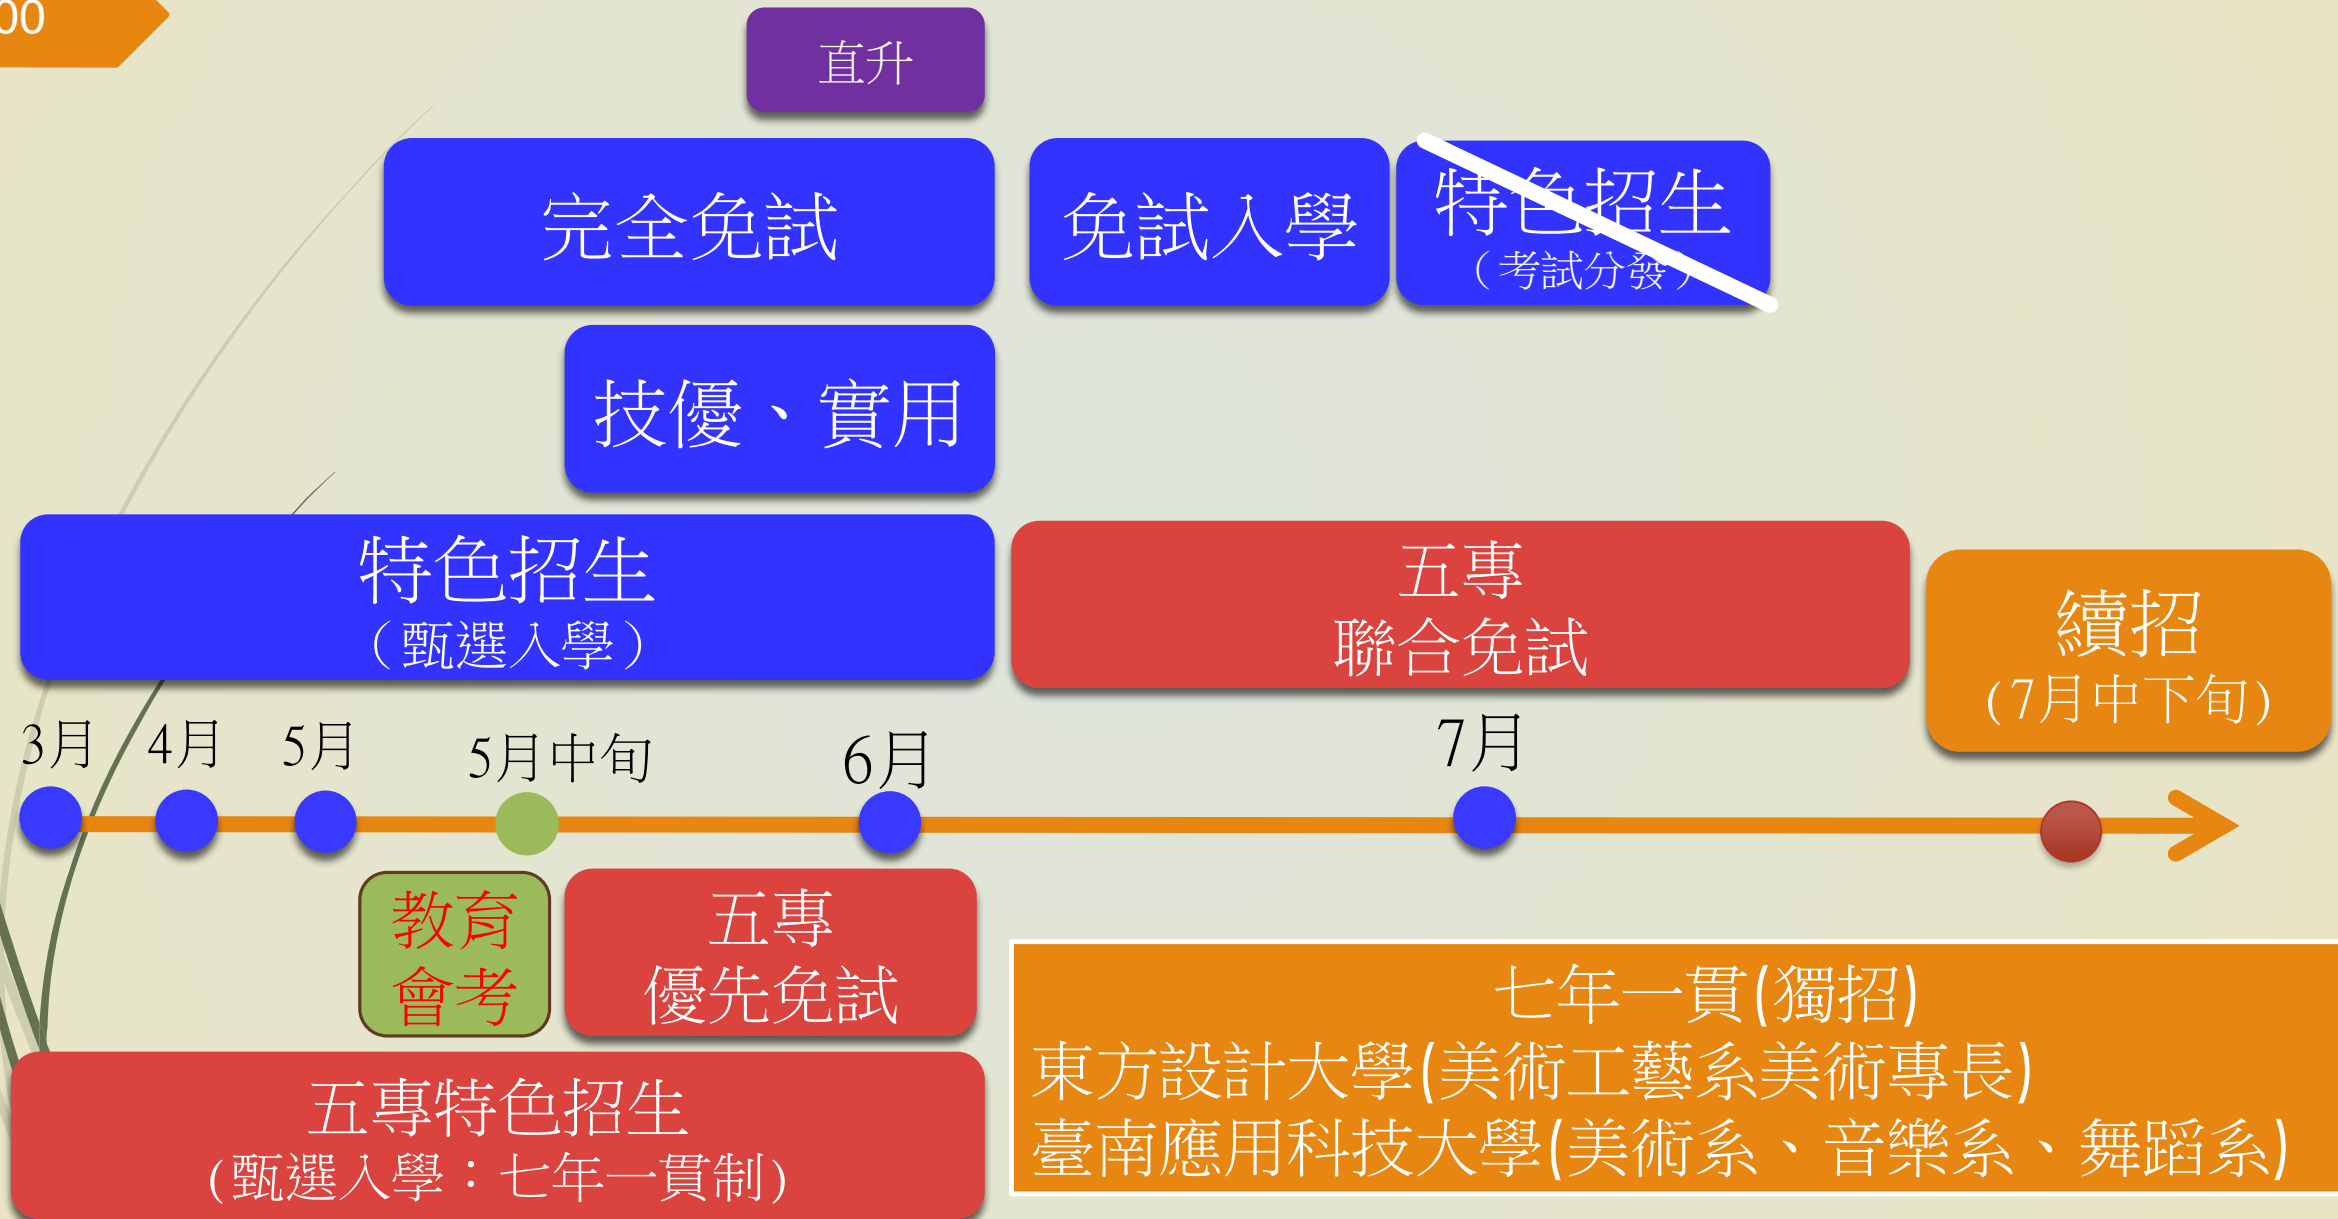 00
直升
完全免試
免試入學
特色招生
（考試分發）
技優、實用
特色招生
（甄選入學）
五專
聯合免試
續招
(7月中下旬)
3月
4月
5月
5月中旬
6月
7月
教育
會考
五專
優先免試
七年一貫(獨招)
東方設計大學(美術工藝系美術專長)
臺南應用科技大學(美術系、音樂系、舞蹈系)
五專特色招生
(甄選入學：七年一貫制)